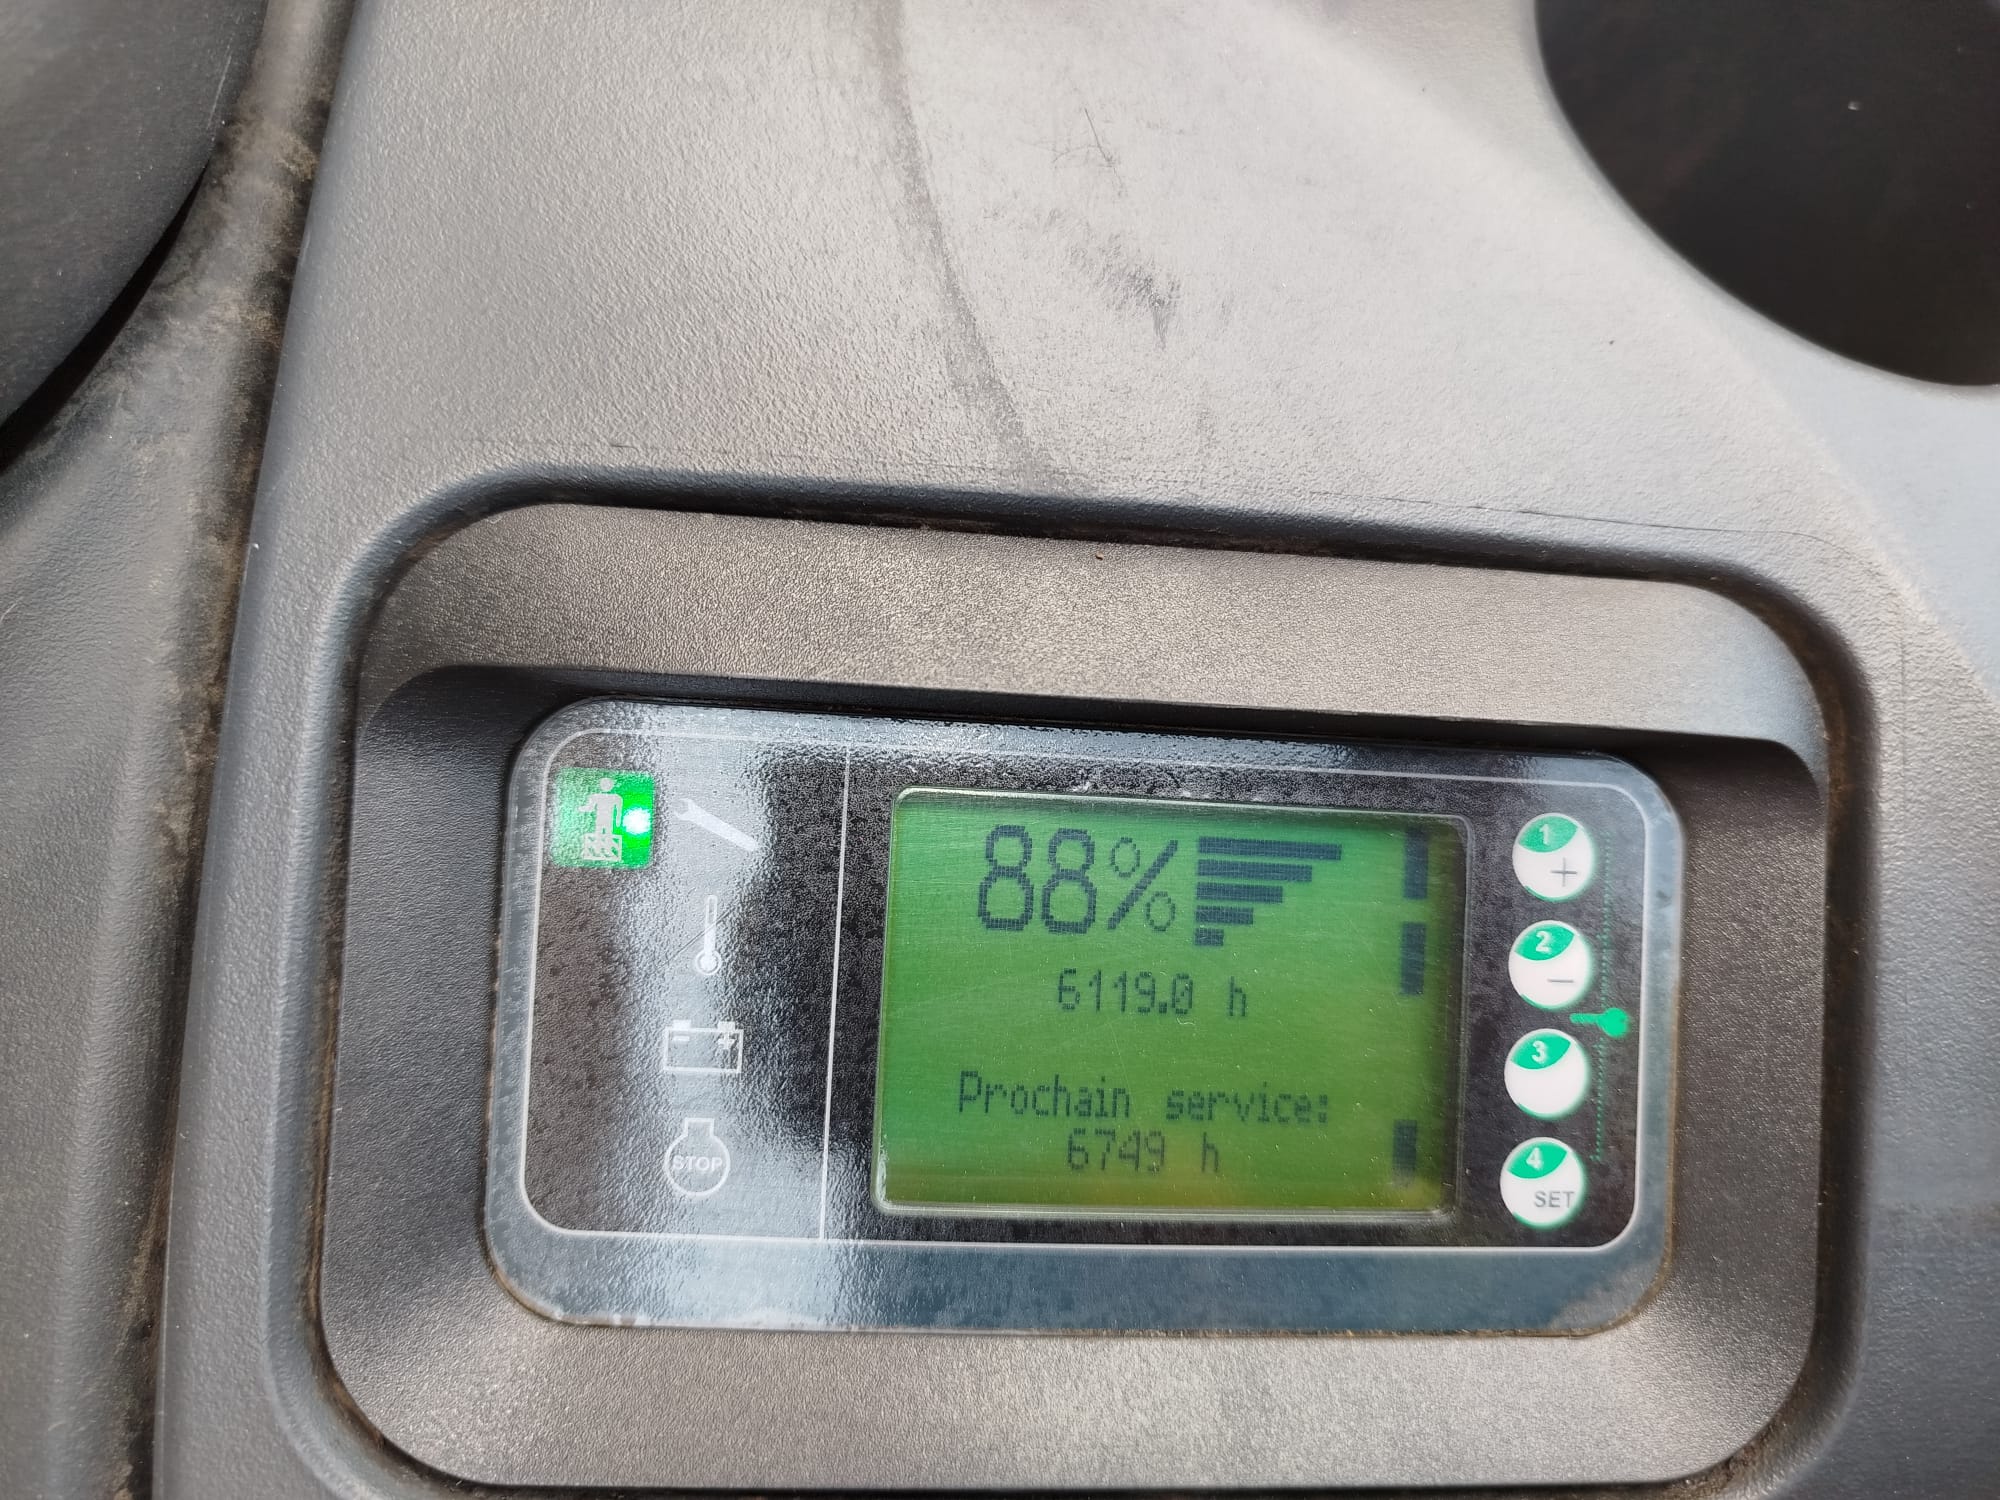 88%
6119.0 h
Prochain service:
6749 h
STOP
1
+
2
−
3
4
SET